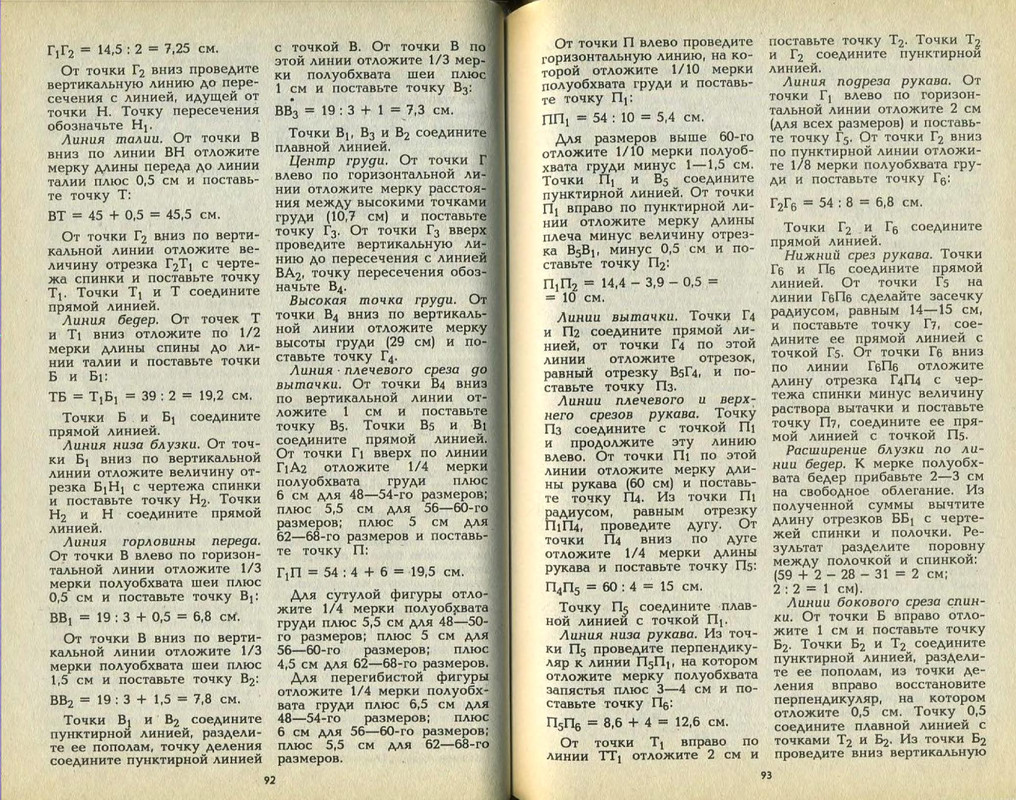 Г₁Г₂ = 14,5 : 2 = 7,25 см.
От точки Г₂ вниз проведите
вертикальную линию до пере-
сечения с линией, идущей от
точки Н. Точку пересечения
обозначьте Н₁.
Линия талии. От точки В
вниз по линии ВН отложите
мерку длины переда до линии
талии плюс 0,5 см и поставь-
те точку Т:
ВТ = 45 + 0,5 = 45,5 см.
От точки Г₂ вниз по верти-
кальной линии отложите ве-
личину отрезка Г₂Т₁ с черте-
жа спинки и поставьте точку
Т₁. Точки Т₁ и Т соедините
прямой линией.
Линия бедер. От точек Т
и Т₁ вниз отложите по 1/2
мерки длины спины до ли-
нии талии и поставьте точки
Б и Б₁:
ТБ = Т₁Б₁ = 39 : 2 = 19,2 см.
Точки Б и Б₁ соедините
прямой линией.
Линия низа блузки. От точ-
ки Б₁ вниз по вертикальной
линии отложите величину от-
резка Б₁Н₁ с чертежа спинки
и поставьте точку Н₂. Точки
Н₂ и Н соедините прямой
линией.
Линия горловины переда.
От точки В влево по горизон-
тальной линии отложите 1/3
мерки полуобхвата шеи плюс
0,5 см и поставьте точку В₁:
ВВ₁ = 19 : 3 + 0,5 = 6,8 см.
От точки В вниз по верти-
кальной линии отложите 1/3
мерки полуобхвата шеи плюс
1,5 см и поставьте точку В₂:
ВВ₂ = 19 : 3 + 1,5 = 7,8 см.
Точки В₁ и В₂ соедините
пунктирной линией, раздели-
те ее пополам, точку деления
соедините пунктирной линией
с точкой В. От точки В по
этой линии отложите 1/3 мер-
ки полуобхвата шеи плюс
1 см и поставьте точку В₃:
ВВ₃ = 19 : 3 + 1 = 7,3 см.
Точки В₁, В₃ и В₂ соедините
плавной линией.
Центр груди. От точки Г
влево по горизонтальной ли-
нии отложите мерку расстоя-
ния между высокими точками
груди (10,7 см) и поставьте
точку Г₃. От точки Г₃ вверх
проведите вертикальную ли-
нию до пересечения с линией
ВА₂, точку пересечения обоз-
начьте В₄.
Высокая точка груди. От
точки В₄ вниз по вертикаль-
ной линии отложите мерку
высоты груди (29 см) и по-
ставьте точку Г₄.
Линия плечевого среза до
вытачки. От точки В₄ вниз
по вертикальной линии от-
ложите 1 см и поставьте
точку В₅. Точки В₅ и В₁
соедините прямой линией.
От точки Г₁ вверх по линии
Г₁А₂ отложите 1/4 мерки
полуобхвата груди плюс
6 см для 48—54-го размеров;
плюс 5,5 см для 56—60-го
размеров; плюс 5 см для
62—68-го размеров и поставь-
те точку П:
Г₁П = 54 : 4 + 6 = 19,5 см.
Для сутулой фигуры отло-
жите 1/4 мерки полуобхвата
груди плюс 5,5 см для 48—50-
го размеров; плюс 5 см для
56—60-го размеров; плюс
4,5 см для 62—68-го размеров.
Для перегибистой фигуры
отложите 1/4 мерки полуобх-
вата груди плюс 6,5 см для
48—54-го размеров; плюс
6 см для 56—60-го размеров;
плюс 5,5 см для 62—68-го
размеров.
92
От точки П влево проведите
горизонтальную линию, на ко-
торой отложите 1/10 мерки
полуобхвата груди и поставь-
те точку П₁:
ПП₁ = 54 : 10 = 5,4 см.
Для размеров выше 60-го
отложите 1/10 мерки полуоб-
хвата груди минус 1—1,5 см.
Точки П₁ и В₅ соедините
пунктирной линией. От точки
П₁ вправо по пунктирной ли-
нии отложите мерку длины
плеча минус величину отрез-
ка В₅В₁, минус 0,5 см и по-
ставьте точку П₂:
П₁П₂ = 14,4 − 3,9 − 0,5 =
= 10 см.
Линии вытачки. Точки Г4
и П2 соедините прямой ли-
нией, от точки Г4 по этой
линии отложите отрезок,
равный отрезку В5Г4, и по-
ставьте точку П3.
Линии плечевого и верх-
него срезов рукава. Точку
П3 соедините с точкой П1
и продолжите эту линию
влево. От точки П1 по этой
линии отложите мерку дли-
ны рукава (60 см) и поставь-
те точку П4. Из точки П1
радиусом, равным отрезку
П1П4, проведите дугу. От
точки П4 вниз по дуге
отложите 1/4 мерки длины
рукава и поставьте точку П5:
П₄П₅ = 60 : 4 = 15 см.
Точку П₅ соедините плав-
ной линией с точкой П₁.
Линия низа рукава. Из точ-
ки П₅ проведите перпендику-
ляр к линии П₅П₁, на котором
отложите мерку полуобхвата
запястья плюс 3—4 см и по-
ставьте точку П₆:
П₅П₆ = 8,6 + 4 = 12,6 см.
От точки Т₁ вправо по
линии ТТ₁ отложите 2 см и
поставьте точку Т₂. Точки Т₂
и Г₂ соедините пунктирной
линией.
Линия подреза рукава. От
точки Г₁ влево по горизон-
тальной линии отложите 2 см
(для всех размеров) и поставь-
те точку Г₅. От точки Г₂ вниз
по пунктирной линии отложи-
те 1/8 мерки полуобхвата гру-
ди и поставьте точку Г₆:
Г₂Г₆ = 54 : 8 = 6,8 см.
Точки Г₂ и Г₆ соедините
прямой линией.
Нижний срез рукава. Точки
Г6 и П6 соедините прямой
линией. От точки Г5 на
линии Г6П6 сделайте засечку
радиусом, равным 14—15 см,
и поставьте точку Г7, сое-
дините ее прямой линией с
точкой Г5. От точки Г6 вниз
по линии Г6П6 отложите
длину отрезка Г4П4 с чер-
тежа спинки минус величину
раствора вытачки и поставьте
точку П7, соедините ее пря-
мой линией с точкой П5.
Расширение блузки по ли-
нии бедер. К мерке полуобх-
вата бедер прибавьте 2—3 см
на свободное облегание. Из
полученной суммы вычтите
длину отрезков ББ₁ с черте-
жей спинки и полочки. Ре-
зультат разделите поровну
между полочкой и спинкой:
(59 + 2 − 28 − 31 = 2 см;
2 : 2 = 1 см).
Линии бокового среза спин-
ки. От точки Б вправо отло-
жите 1 см и поставьте точку
Б₂. Точки Б₂ и Т₂ соедините
пунктирной линией, раздели-
те ее пополам, из точки де-
ления вправо восстановите
перпендикуляр, на котором
отложите 0,5 см. Точку 0,5
соедините плавной линией с
точками Т₂ и Б₂. Из точки Б₂
проведите вниз вертикальную
93